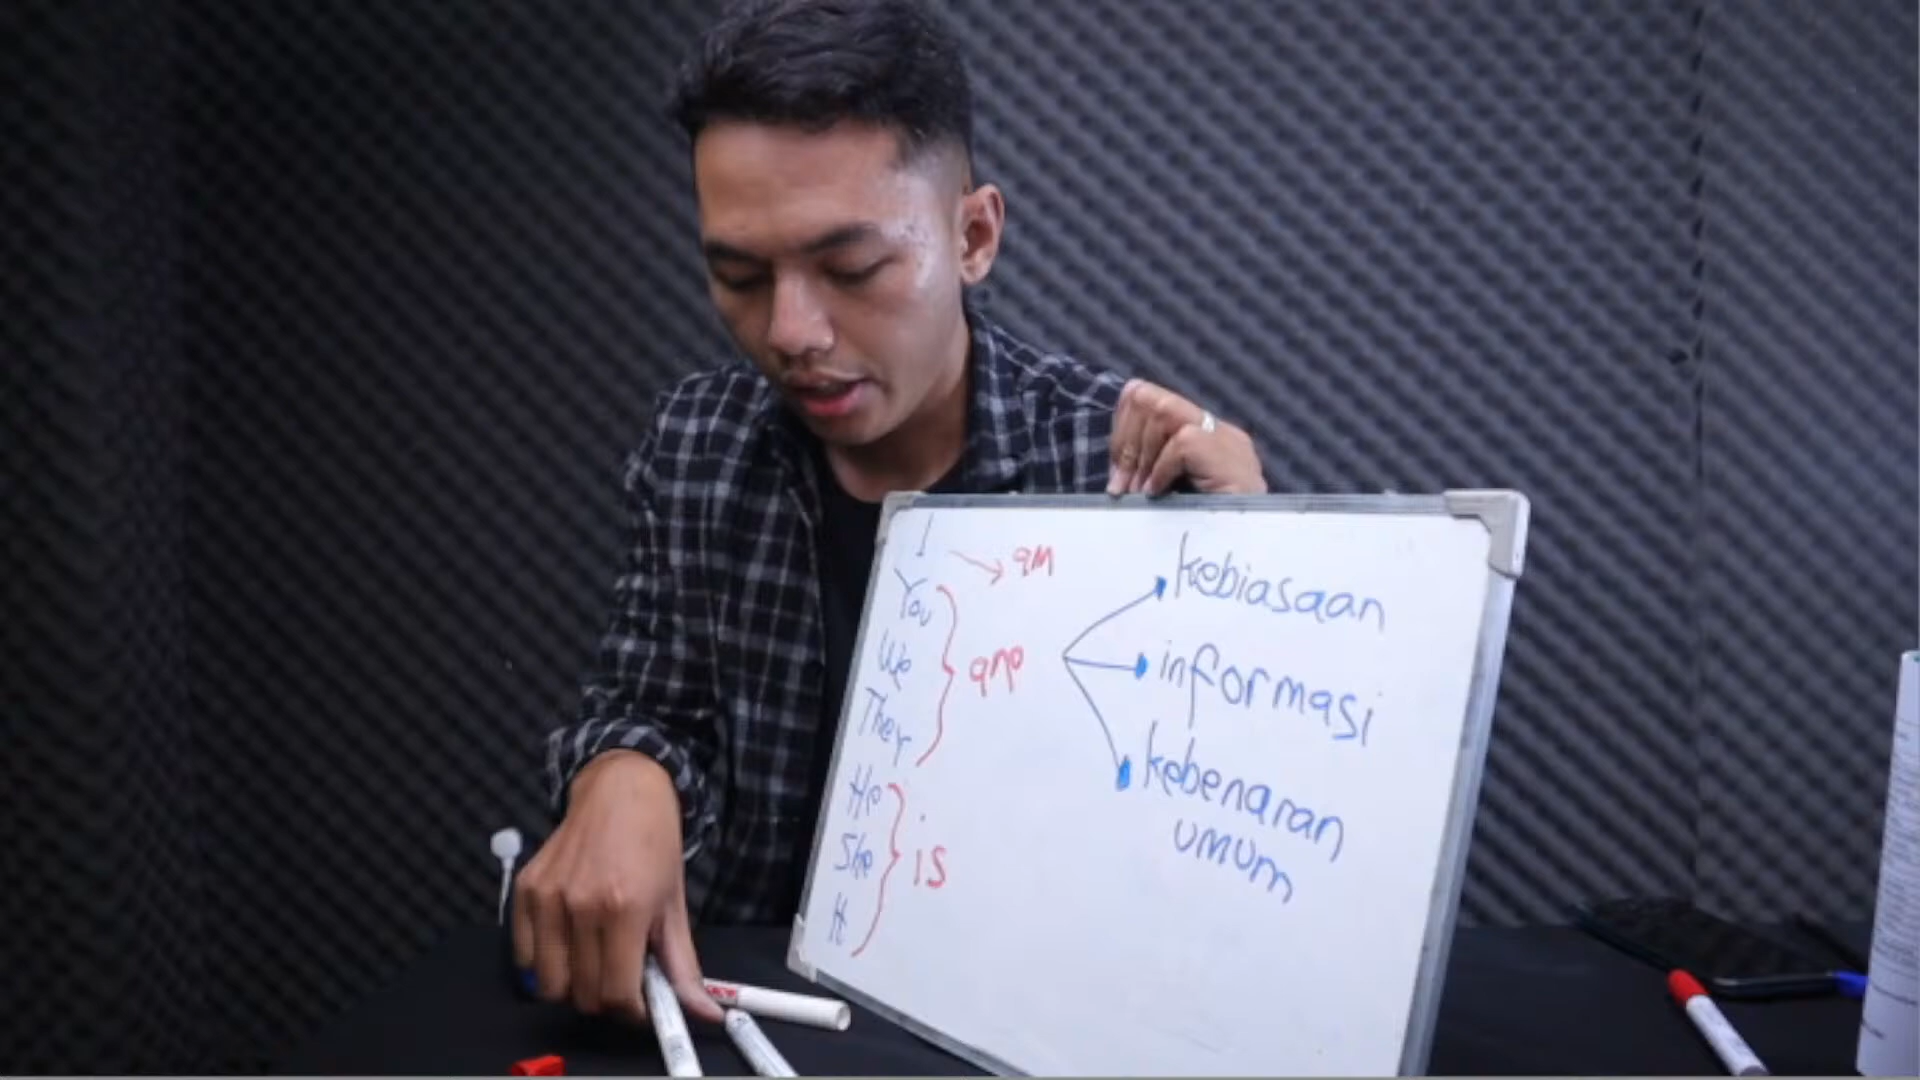 I → am
You
We
They
} are
He
She
It
} is
kebiasaan
informasi
kebenaran
umum